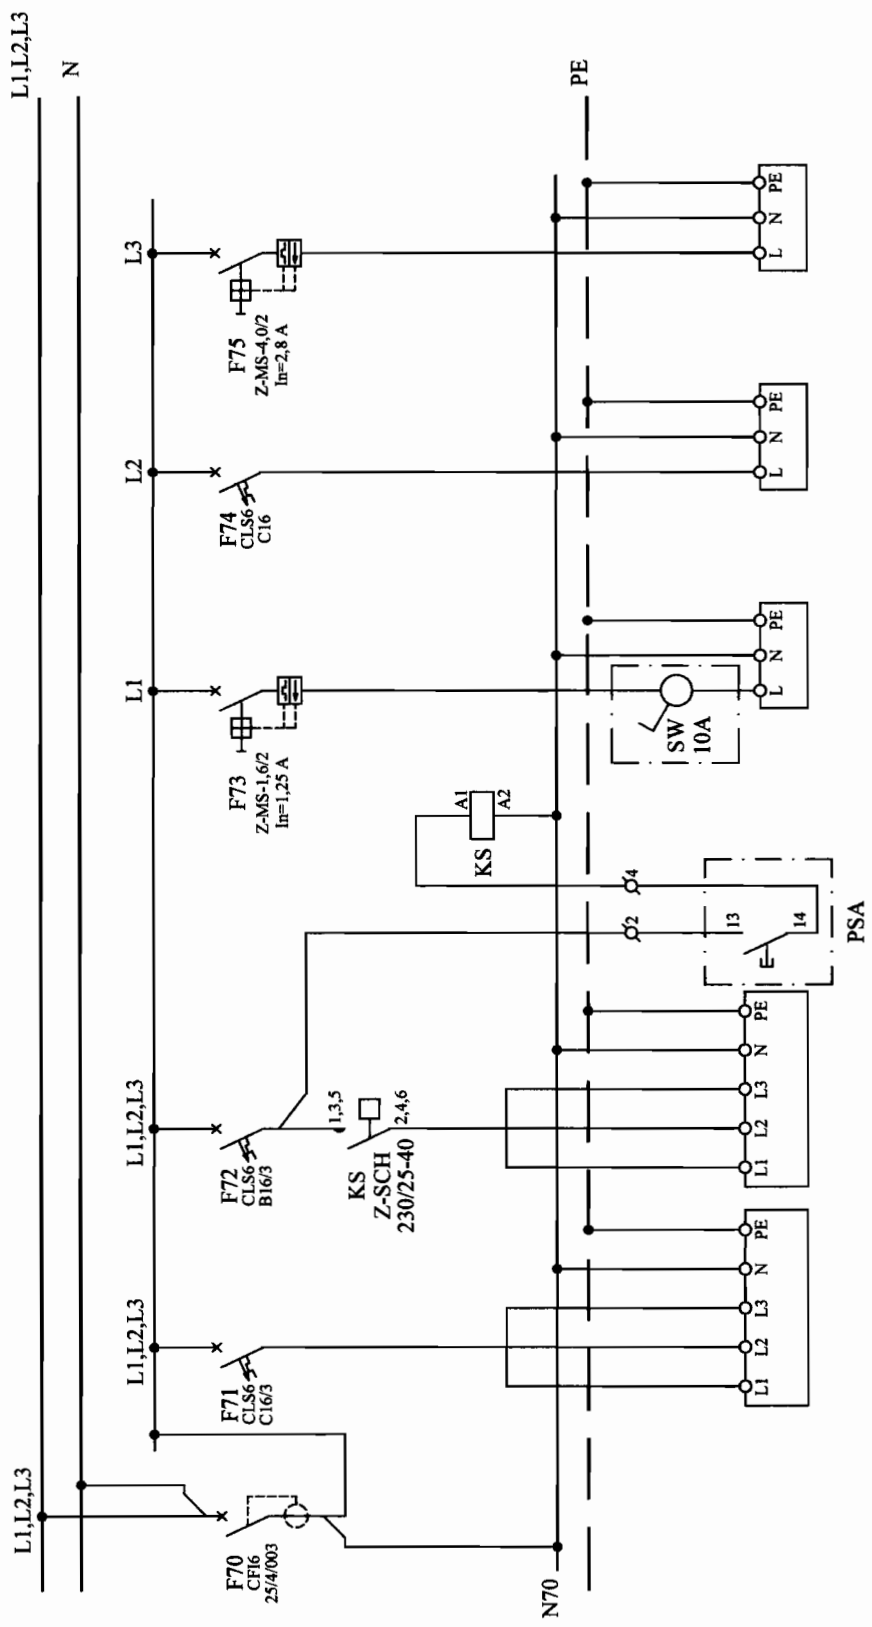 L1,L2,L3
N
L1,L2,L3
F70
CFI6
25/4/003
N70
L1,L2,L3
F71
CLS6
C16/3
L1
L2
L3
N
PE
L1,L2,L3
F72
CLS6
B16/3
1,3,5
2,4,6
KS
Z-SCH
230/25-40
L1
L2
L3
N
PE
2
4
13
14
PSA
A1
A2
KS
L1
F73
Z-MS-1,6/2
In=1,25 A
SW
10A
L
N
PE
L2
F74
CLS6
C16
L
N
PE
L3
F75
Z-MS-4,0/2
In=2,8 A
L
N
PE
PE